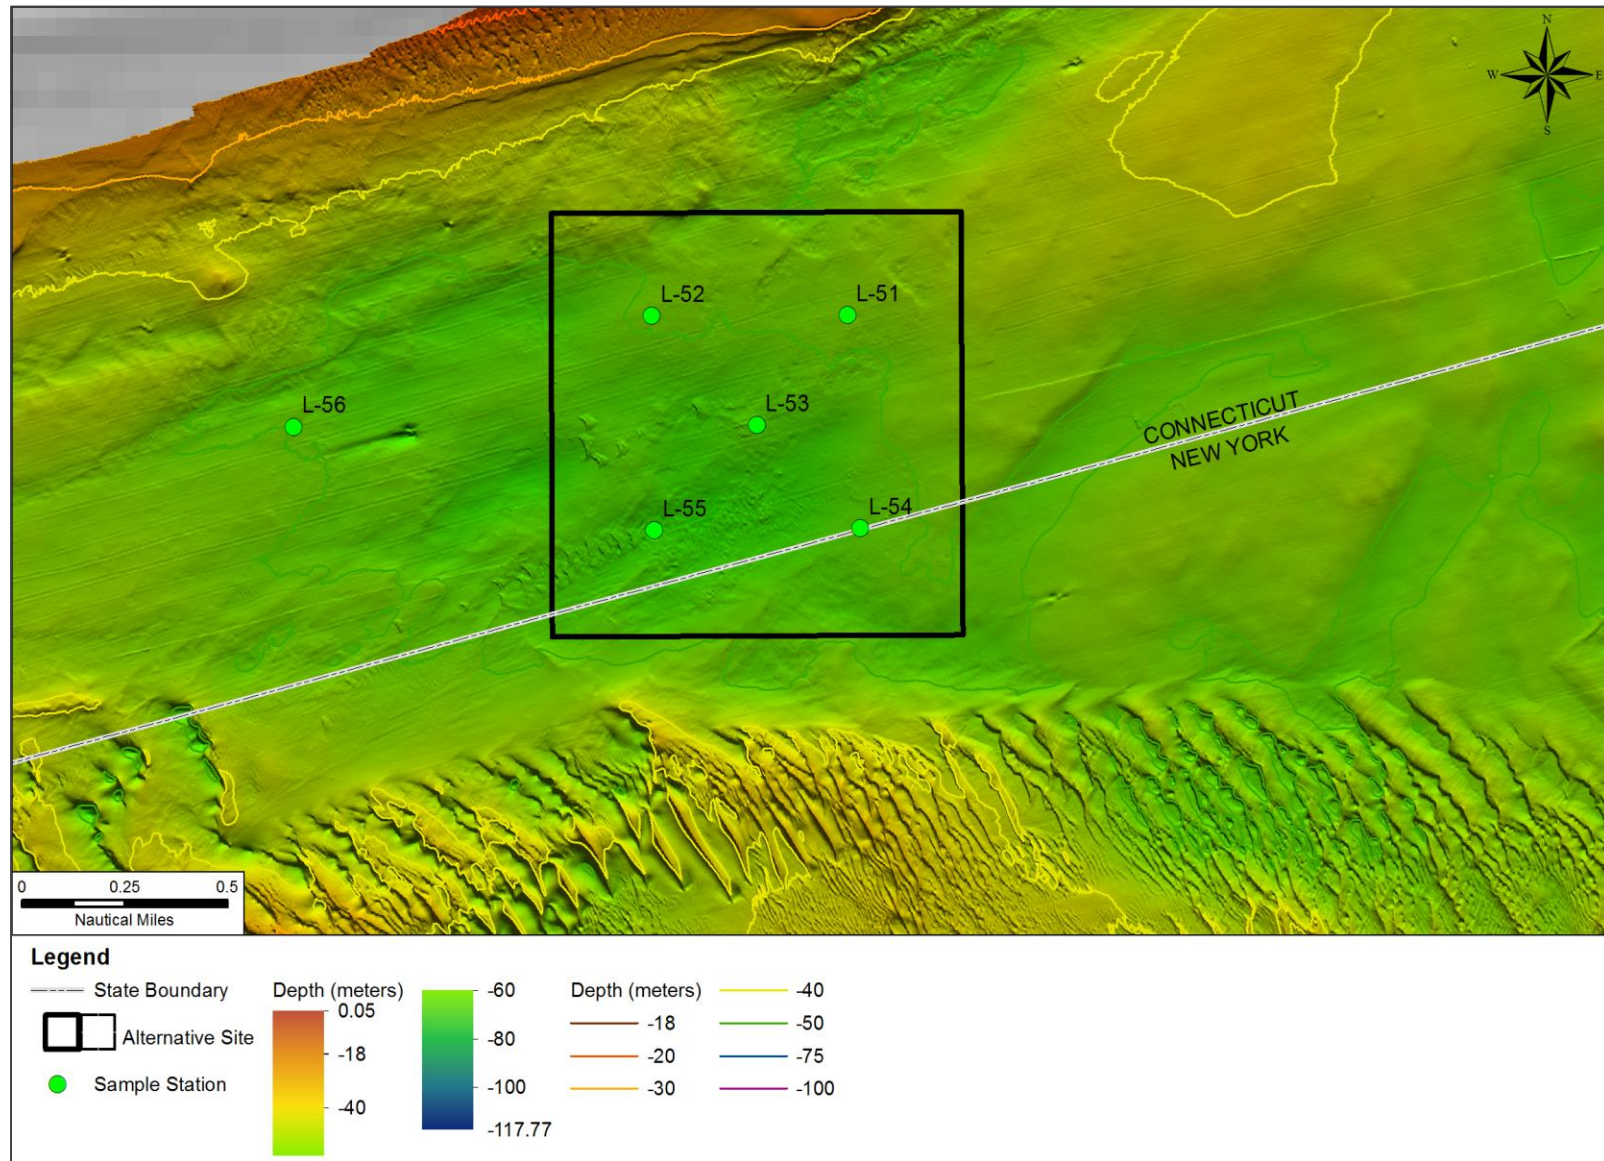 N
W E
S
L-52
L-51
L-56
L-53
CONNECTICUT
NEW YORK
L-55
L-54
0 0.25 0.5
Nautical Miles
Legend
State Boundary
Alternative Site
Sample Station
Depth (meters)
0.05
-18
-40
-60
-80
-100
-117.77
Depth (meters)
-18
-20
-30
-40
-50
-75
-100